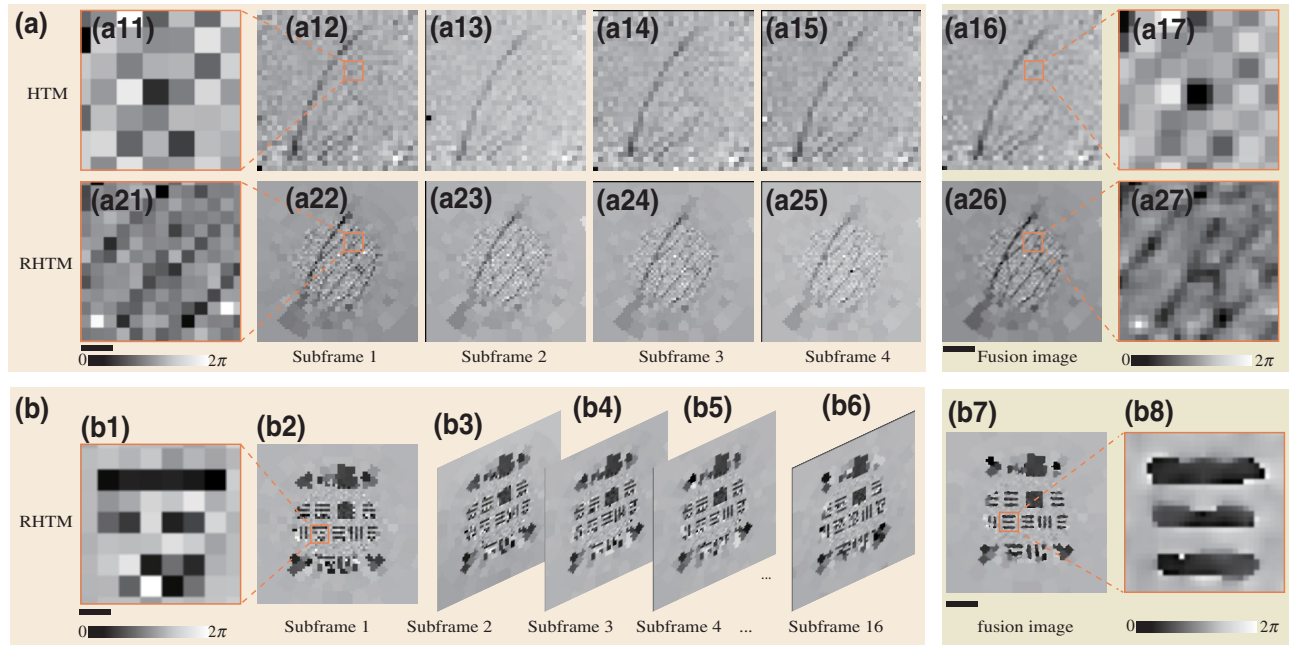 (a) (a11) (a12) (a13) (a14) (a15) (a16) (a17)
HTM
(a21) (a22) (a23) (a24) (a25) (a26) (a27)
RHTM
0 2π Subframe 1 Subframe 2 Subframe 3 Subframe 4 Fusion image 0 2π
(b) (b1) (b2) (b3) (b4) (b5) (b6) (b7) (b8)
RHTM
...
0 2π Subframe 1 Subframe 2 Subframe 3 Subframe 4 ... Subframe 16 fusion image 0 2π